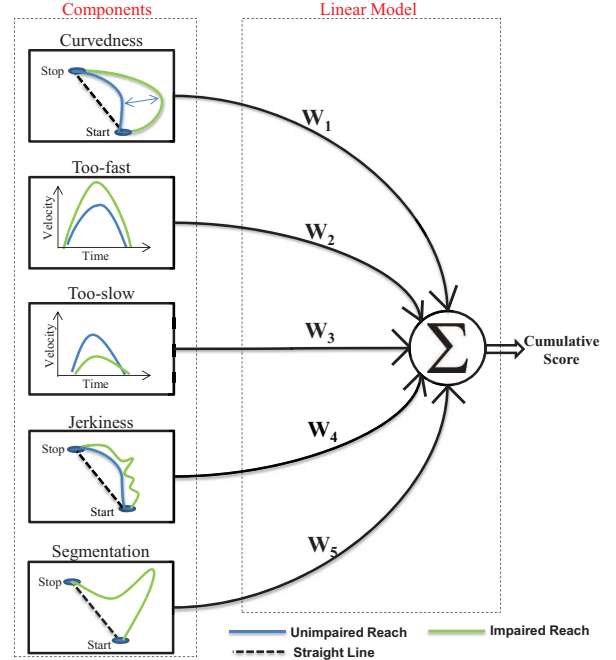 Components
Linear Model
Curvedness
Stop
Start
W1
Too-fast
Velocity
Time
W2
Too-slow
Velocity
Time
W3
Σ
Cumulative
Score
Jerkiness
Stop
Start
W4
Segmentation
Stop
Start
W5
Unimpaired Reach
Impaired Reach
Straight Line